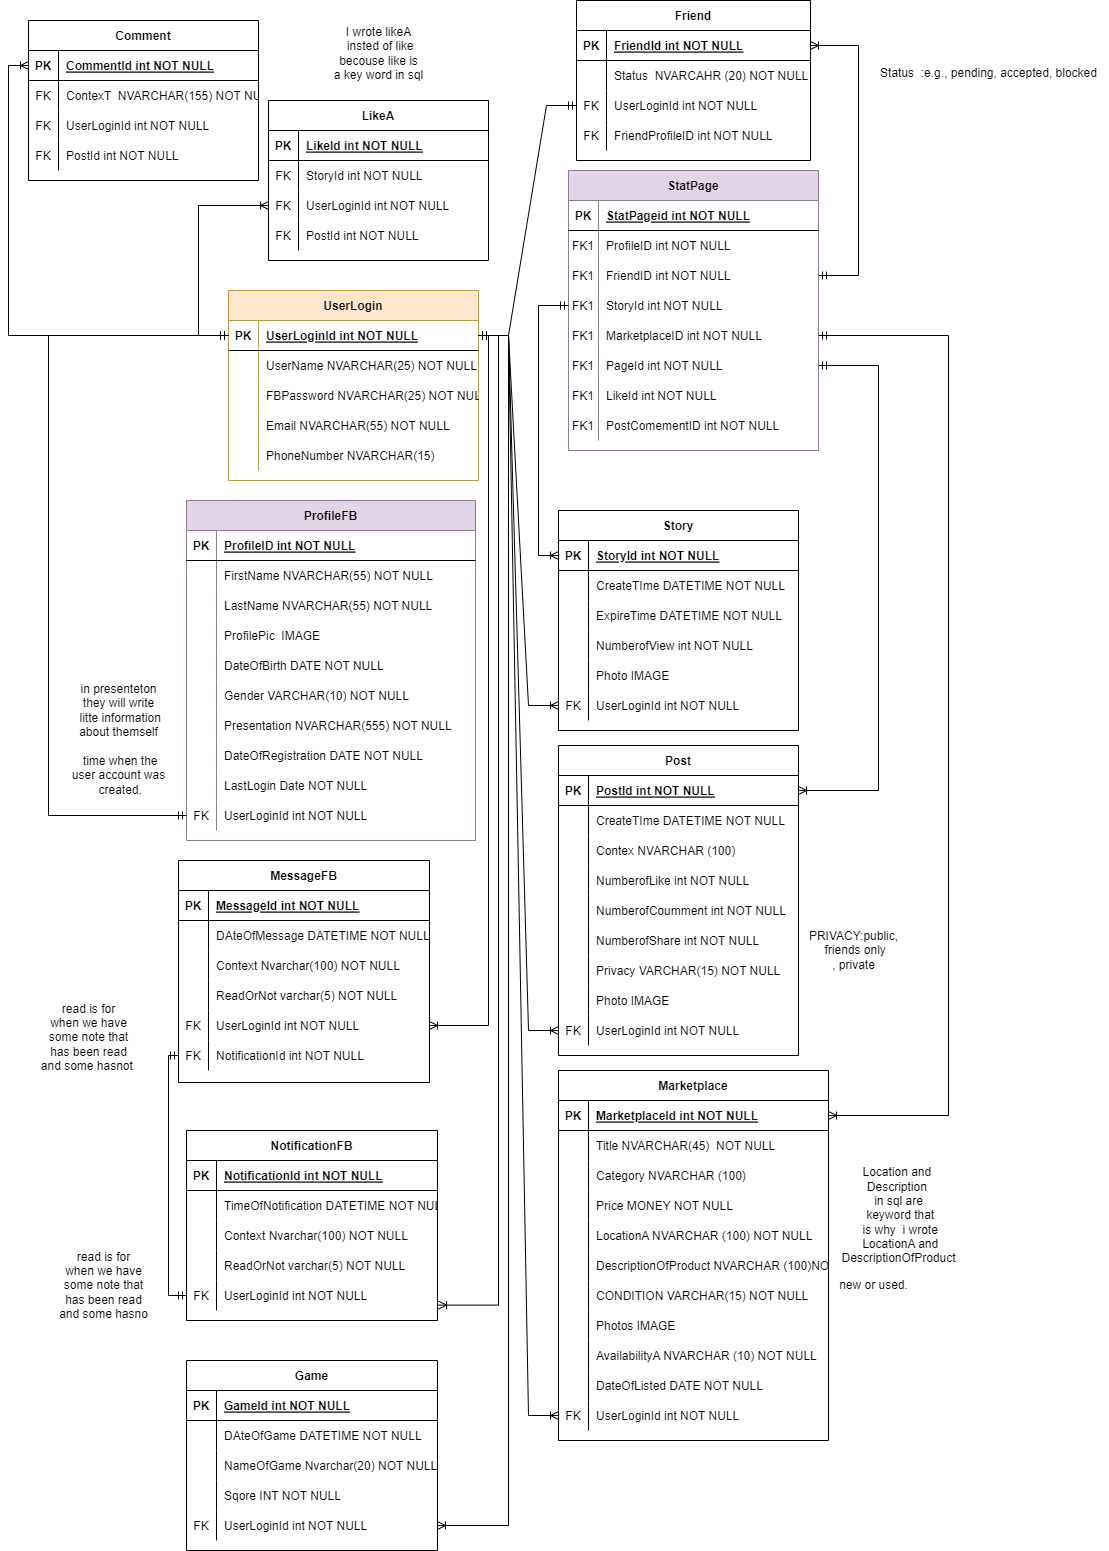 Comment
PK CommentId int NOT NULL
FK ContexT  NVARCHAR(155) NOT NU
FK UserLoginId int NOT NULL
FK PostId int NOT NULL
I wrote likeA
insted of like
becouse like is
a key word in sql
LikeA
PK LikeId int NOT NULL
FK StoryId int NOT NULL
FK UserLoginId int NOT NULL
FK PostId int NOT NULL
Friend
PK FriendId int NOT NULL
Status  NVARCAHR (20) NOT NULL
FK UserLoginId int NOT NULL
FK FriendProfileID int NOT NULL
Status  :e.g., pending, accepted, blocked
StatPage
PK StatPageid int NOT NULL
FK1 ProfileID int NOT NULL
FK1 FriendID int NOT NULL
FK1 StoryId int NOT NULL
FK1 MarketplaceID int NOT NULL
FK1 PageId int NOT NULL
FK1 LikeId int NOT NULL
FK1 PostComementID int NOT NULL
UserLogin
PK UserLoginId int NOT NULL
UserName NVARCHAR(25) NOT NULL
FBPassword NVARCHAR(25) NOT NUL
Email NVARCHAR(55) NOT NULL
PhoneNumber NVARCHAR(15)
ProfileFB
PK ProfileID int NOT NULL
FirstName NVARCHAR(55) NOT NULL
LastName NVARCHAR(55) NOT NULL
ProfilePic  IMAGE
DateOfBirth DATE NOT NULL
Gender VARCHAR(10) NOT NULL
Presentation NVARCHAR(555) NOT NULL
DateOfRegistration DATE NOT NULL
LastLogin Date NOT NULL
FK UserLoginId int NOT NULL
in presenteton
they will write
litte information
about themself
time when the
user account was
created.
Story
PK StoryId int NOT NULL
CreateTIme DATETIME NOT NULL
ExpireTime DATETIME NOT NULL
NumberofView int NOT NULL
Photo IMAGE
FK UserLoginId int NOT NULL
Post
PK PostId int NOT NULL
CreateTIme DATETIME NOT NULL
Contex NVARCHAR (100)
NumberofLike int NOT NULL
NumberofCoumment int NOT NULL
NumberofShare int NOT NULL
Privacy VARCHAR(15) NOT NULL
Photo IMAGE
FK UserLoginId int NOT NULL
PRIVACY:public,
friends only
, private
MessageFB
PK MessageId int NOT NULL
DAteOfMessage DATETIME NOT NULL
Context Nvarchar(100) NOT NULL
ReadOrNot varchar(5) NOT NULL
FK UserLoginId int NOT NULL
FK NotificationId int NOT NULL
read is for
when we have
some note that
has been read
and some hasnot
NotificationFB
PK NotificationId int NOT NULL
TimeOfNotification DATETIME NOT NUL
Context Nvarchar(100) NOT NULL
ReadOrNot varchar(5) NOT NULL
FK UserLoginId int NOT NULL
read is for
when we have
some note that
has been read
and some hasno
Marketplace
PK MarketplaceId int NOT NULL
Title NVARCHAR(45)  NOT NULL
Category NVARCHAR (100)
Price MONEY NOT NULL
LocationA NVARCHAR (100) NOT NULL
DescriptionOfProduct NVARCHAR (100)NO
CONDITION VARCHAR(15) NOT NULL
Photos IMAGE
AvailabilityA NVARCHAR (10) NOT NULL
DateOfListed DATE NOT NULL
FK UserLoginId int NOT NULL
Location and
Description
in sql are
keyword that
is why  i wrote
LocationA and
DescriptionOfProduct
new or used.
Game
PK GameId int NOT NULL
DAteOfGame DATETIME NOT NULL
NameOfGame Nvarchar(20) NOT NULL
Sqore INT NOT NULL
FK UserLoginId int NOT NULL